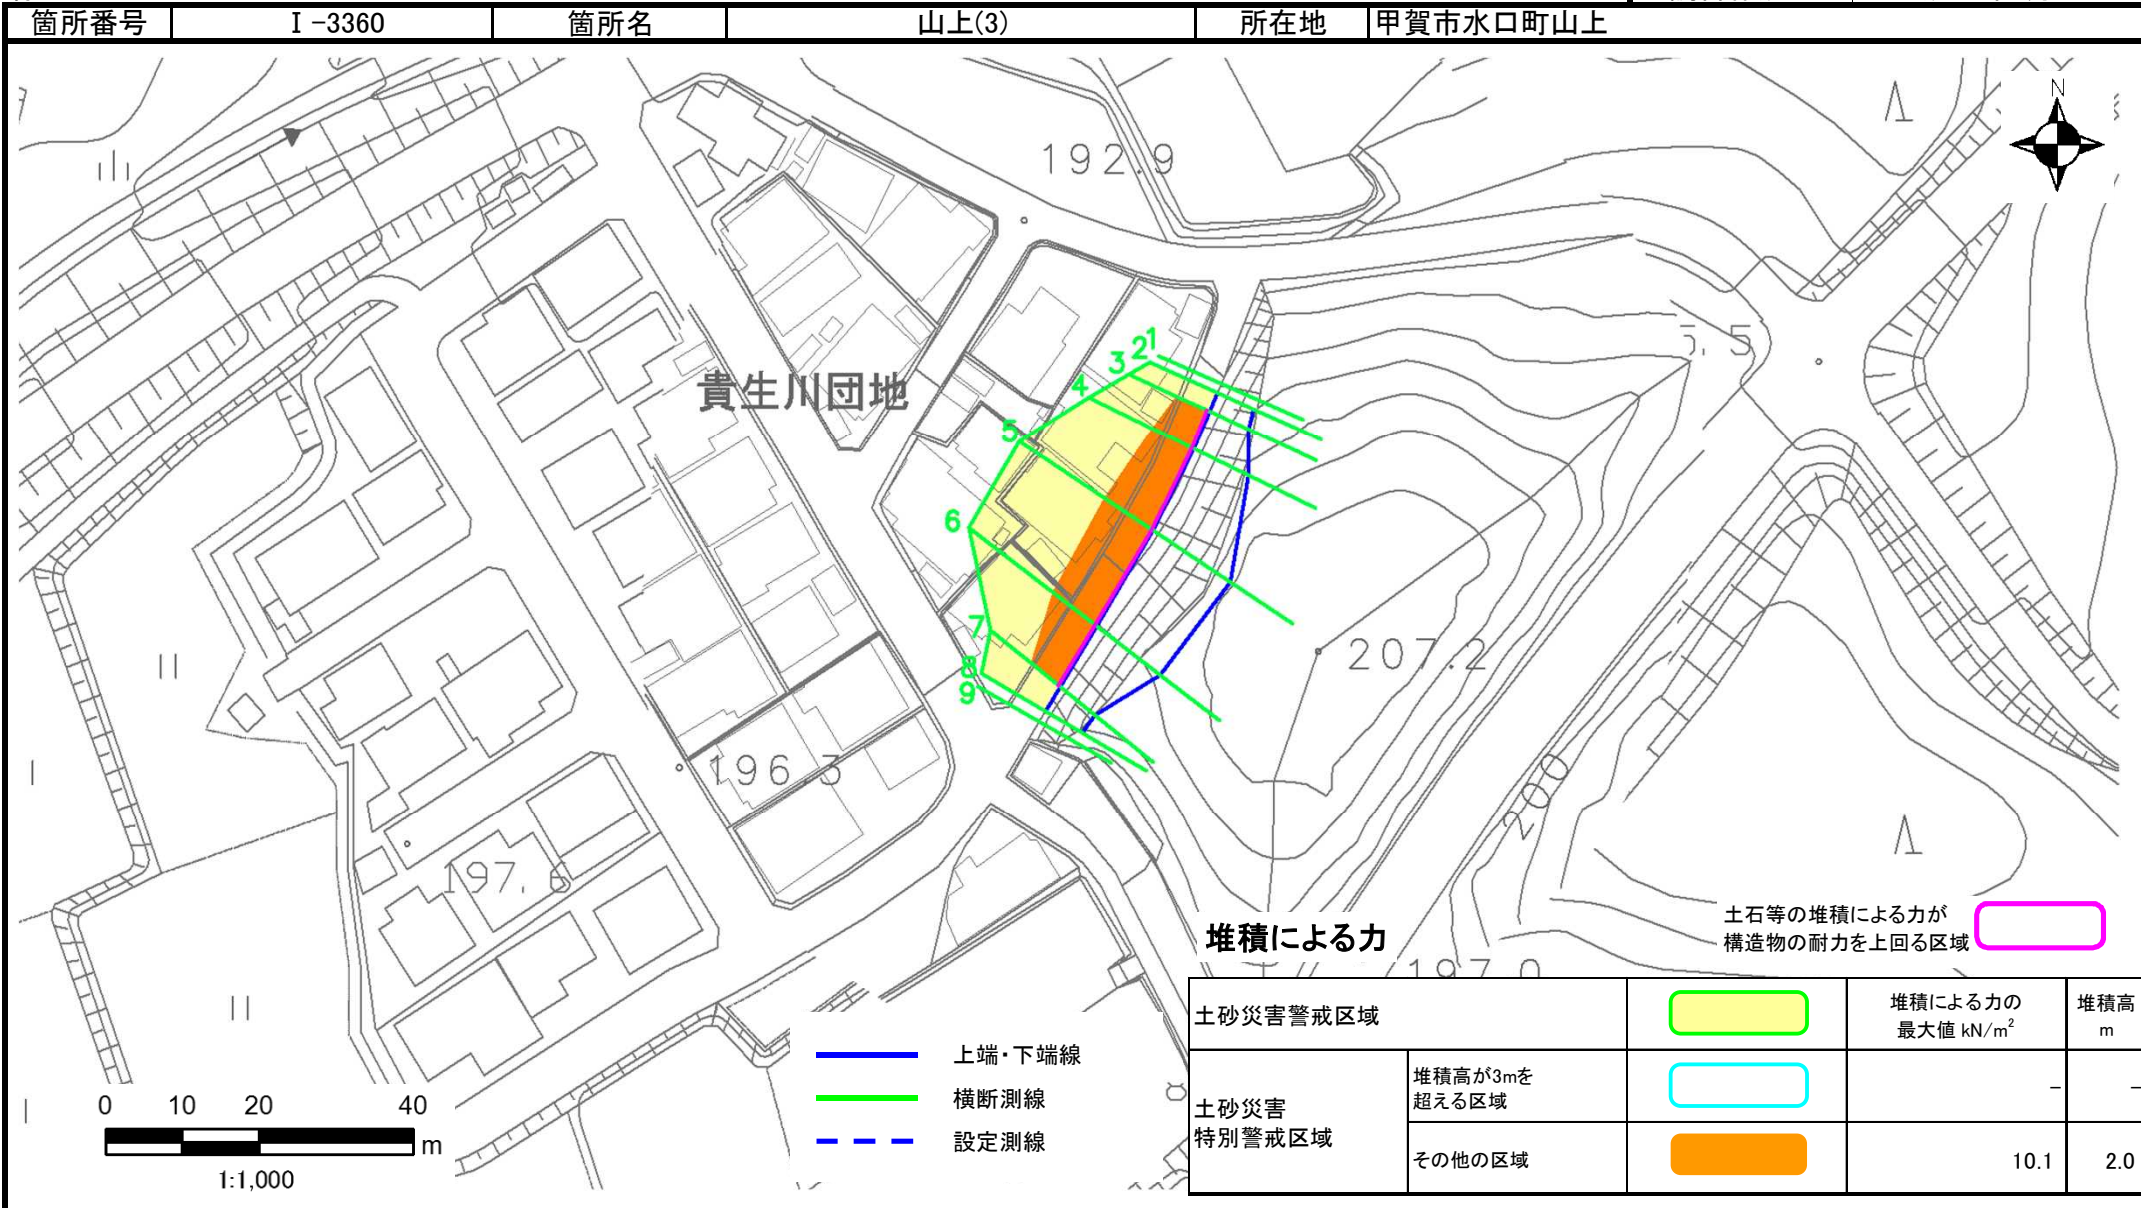 箇所番号 Ⅰ-3360 箇所名 山上(3) 所在地 甲賀市水口町山上
N
192.9
5.5
貴生川団地
1
2
3
4
5
6
7
8
9
207.2
196.3
200
197.6
197.0
堆積による力
土石等の堆積による力が
構造物の耐力を上回る区域
土砂災害警戒区域
堆積による力の
最大値 kN/m²
堆積高
m
土砂災害
特別警戒区域
堆積高が3mを
超える区域
－ －
その他の区域
10.1 2.0
上端・下端線
横断測線
設定測線
0 10 20 40
m
1:1,000